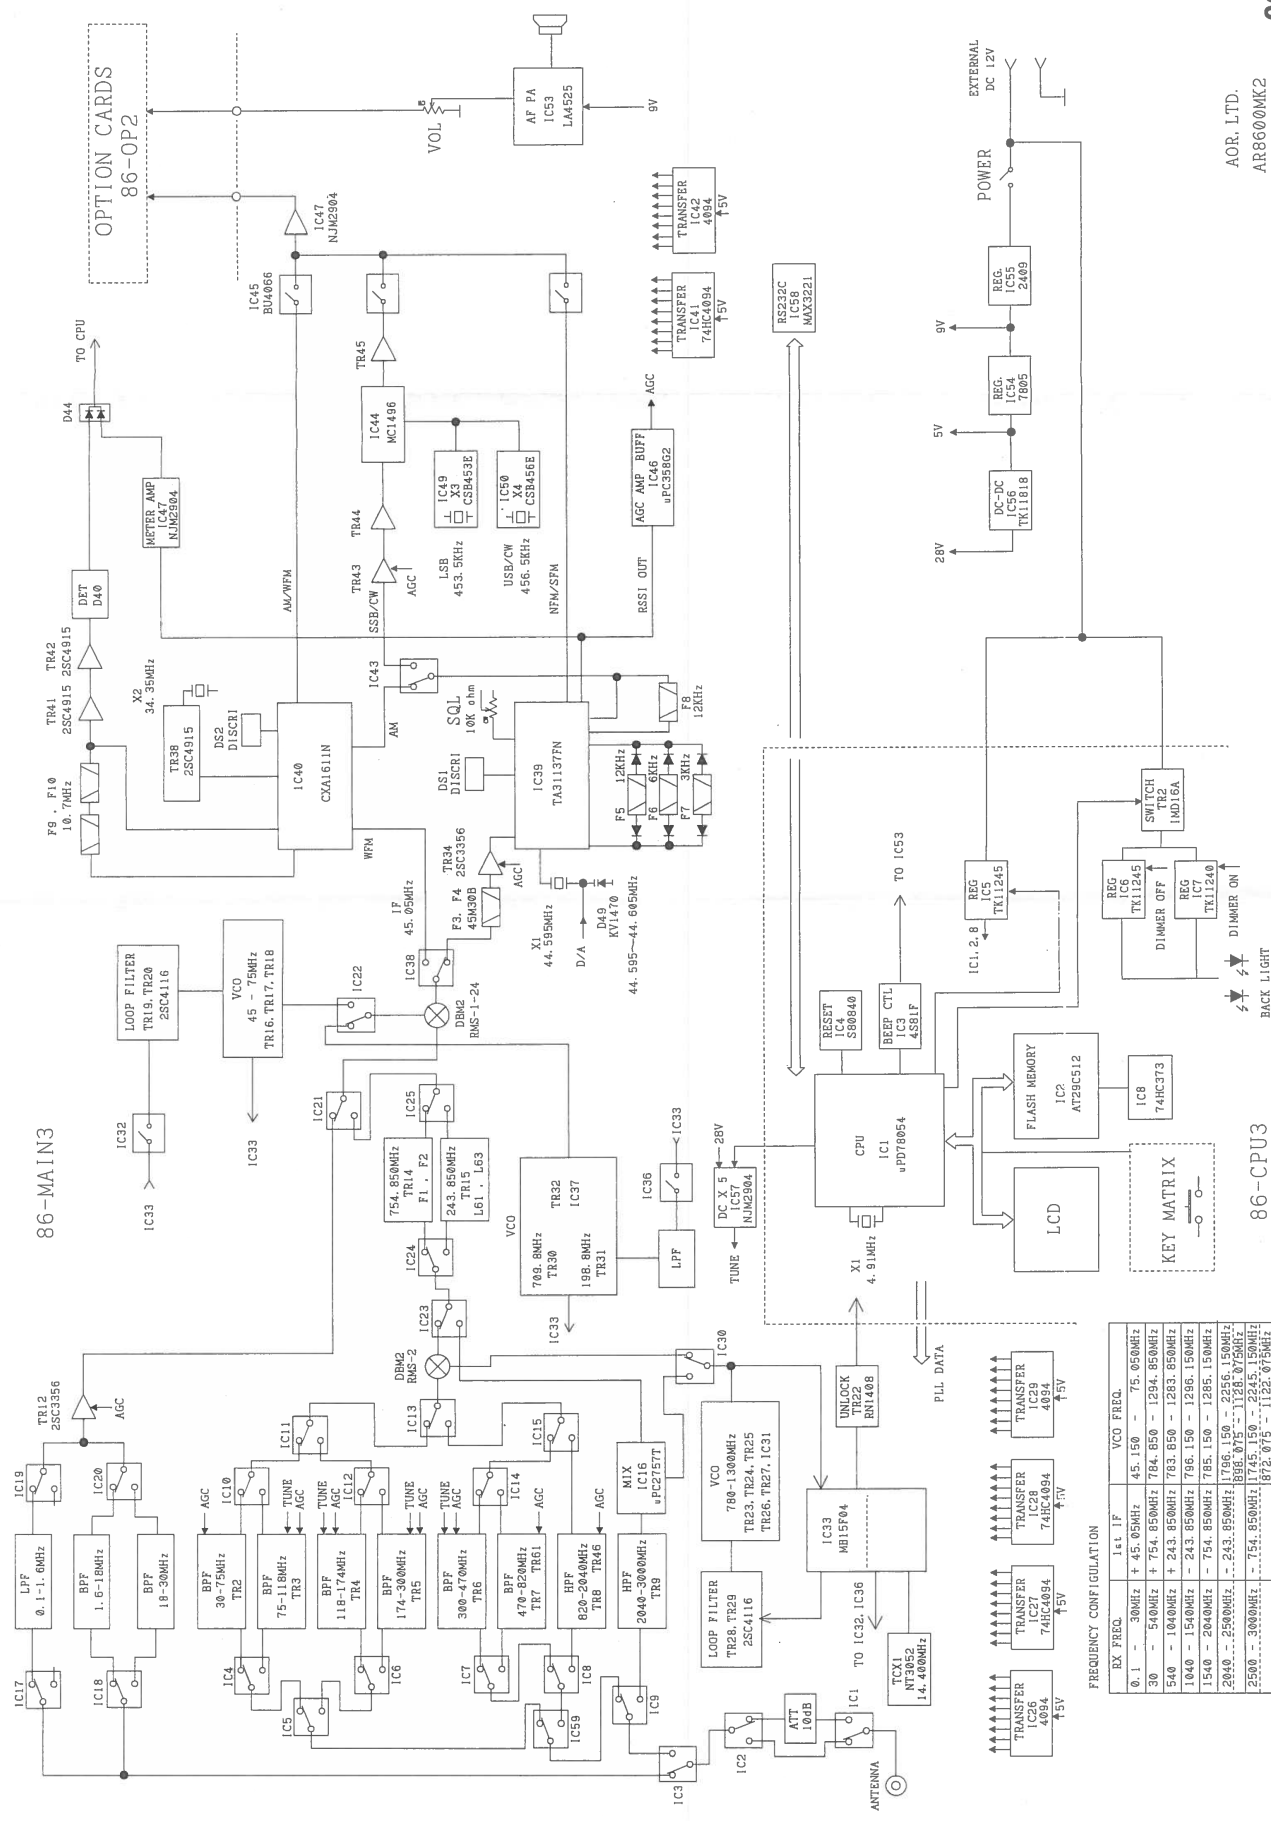 86-MAIN3
OPTION CARDS
86-OP2
IC17
LPF
0.1-1.6MHz
IC19
TR12
2SC3356
AGC
IC18
BPF
1.6-18MHz
BPF
18-30MHz
IC20
IC4
BPF
30-75MHz
TR2
AGC
IC10
BPF
75-118MHz
TR3
TUNE
AGC
IC11
IC5
BPF
118-174MHz
TR4
TUNE
AGC
IC12
IC6
BPF
174-300MHz
TR5
TUNE
AGC
IC13
IC7
BPF
300-470MHz
TR6
TUNE
AGC
IC14
BPF
470-820MHz
TR7 TR61
AGC
IC15
IC59
IC8
HPF
820-2040MHz
TR8 TR46
AGC
IC9
HPF
2040-3000MHz
TR9
MIX
IC16
uPC2757T
IC3
IC2
ATT
10dB
IC1
ANTENNA
DBM2
RMS-2
IC23
IC24
754.850MHz
TR14
F1 , F2
243.850MHz
TR15
L61 , L63
IC25
IC21
IC33
IC32
LOOP FILTER
TR19,TR20
2SC4116
IC33
VCO
45 - 75MHz
TR16,TR17,TR18
IC22
DBM2
RMS-1-24
IC38
IF
45.05MHz
VCO
709.8MHz
TR30
TR32
IC37
198.8MHz
TR31
IC33
LPF
IC36
IC33
IC30
VCO
780-1300MHz
TR23,TR24,TR25
TR26,TR27,IC31
LOOP FILTER
TR28,TR29
2SC4116
IC33
MB15F04
TO IC32,IC36
TCX1
NT3052
14.400MHz
UNLOCK
TR22
RN1408
PLL DATA
F9 , F10
10.7MHz
TR41
2SC4915
TR42
2SC4915
DET
D40
D44
TO CPU
METER AMP
IC47
NJM2904
X2
34.35MHz
TR38
2SC4915
DS2
DISCRI
IC40
CXA1611N
WFM
AM
AM/WFM
IC45
BU4066
IC47
NJM2904
IC43
SSB/CW
TR43
AGC
TR44
IC44
MC1496
TR45
LSB
453.5KHz
IC49
X3
CSB453E
USB/CW
456.5KHz
IC50
X4
CSB456E
NFM/SFM
RSSI OUT
AGC AMP BUFF
IC46
uPC358G2
AGC
F3, F4
45M30B
TR34
2SC3356
AGC
DS1
DISCRI
SQL
10K ohm
IC39
TA31137FN
X1
44.595MHz
D/A
D49
KV1470
44.595~44.605MHz
F5
12KHz
F6
6KHz
F7
3KHz
F8
12KHz
VOL
AF PA
IC53
LA4525
9V
TRANSFER
IC41
74HC4094
5V
TRANSFER
IC42
4094
5V
RS232C
IC58
MAX3221
TUNE
DC X 5
IC57
NJM2904
28V
X1
4.91MHz
CPU
IC1
uPD78054
RESET
IC4
S80840
BEEP CTL
IC3
4S81F
TO IC53
IC1,2,8
REG
IC5
TK11245
SWITCH
TR2
IMD16A
REG
IC6
TK11245
DIMMER OFF
REG
IC7
TK11240
DIMMER ON
BACK LIGHT
LCD
FLASH MEMORY
IC2
AT29C512
IC8
74HC373
KEY MATRIX
86-CPU3
28V
DC-DC
IC56
TK11818
5V
REG.
IC54
7805
9V
REG.
IC55
2409
POWER
EXTERNAL
DC 12V
TRANSFER
IC26
4094
5V
TRANSFER
IC27
74HC4094
5V
TRANSFER
IC28
74HC4094
5V
TRANSFER
IC29
4094
5V
FREQUENCY CONFIGULATION
RX FREQ. 1st IF VCO FREQ.
0.1 - 30MHz + 45.05MHz 45.150 - 75.050MHz
30 - 540MHz + 754.850MHz 784.850 - 1294.850MHz
540 - 1040MHz + 243.850MHz 783.850 - 1283.850MHz
1040 - 1540MHz - 243.850MHz 796.150 - 1296.150MHz
1540 - 2040MHz - 754.850MHz 785.150 - 1285.150MHz
2040 - 2500MHz - 243.850MHz 1796.150 - 2256.150MHz
898.075 - 1128.075MHz
2500 - 3000MHz - 754.850MHz 1745.150 - 2245.150MHz
872.075 - 1122.075MHz
AOR, LTD.
AR8600MK2